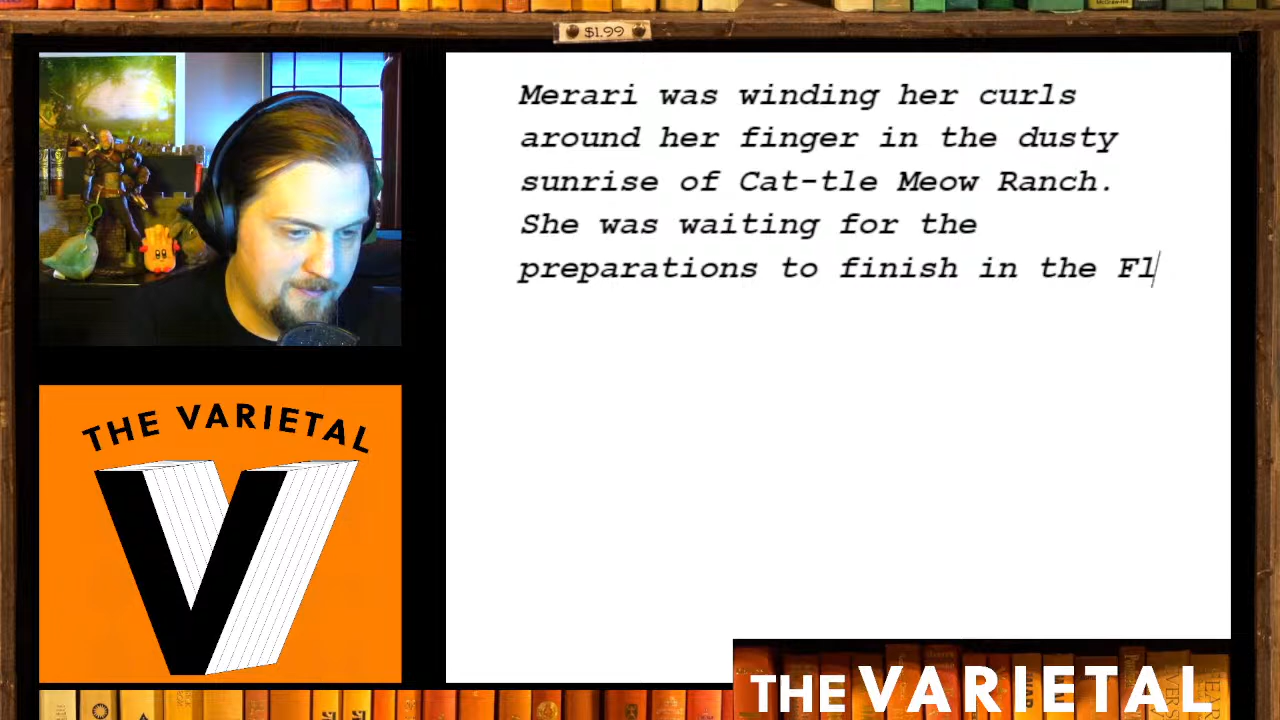 $1.99
Merari was winding her curls
around her finger in the dusty
sunrise of Cat-tle Meow Ranch.
She was waiting for the
preparations to finish in the Fl
THE VARIETAL
V
THE VARIETAL